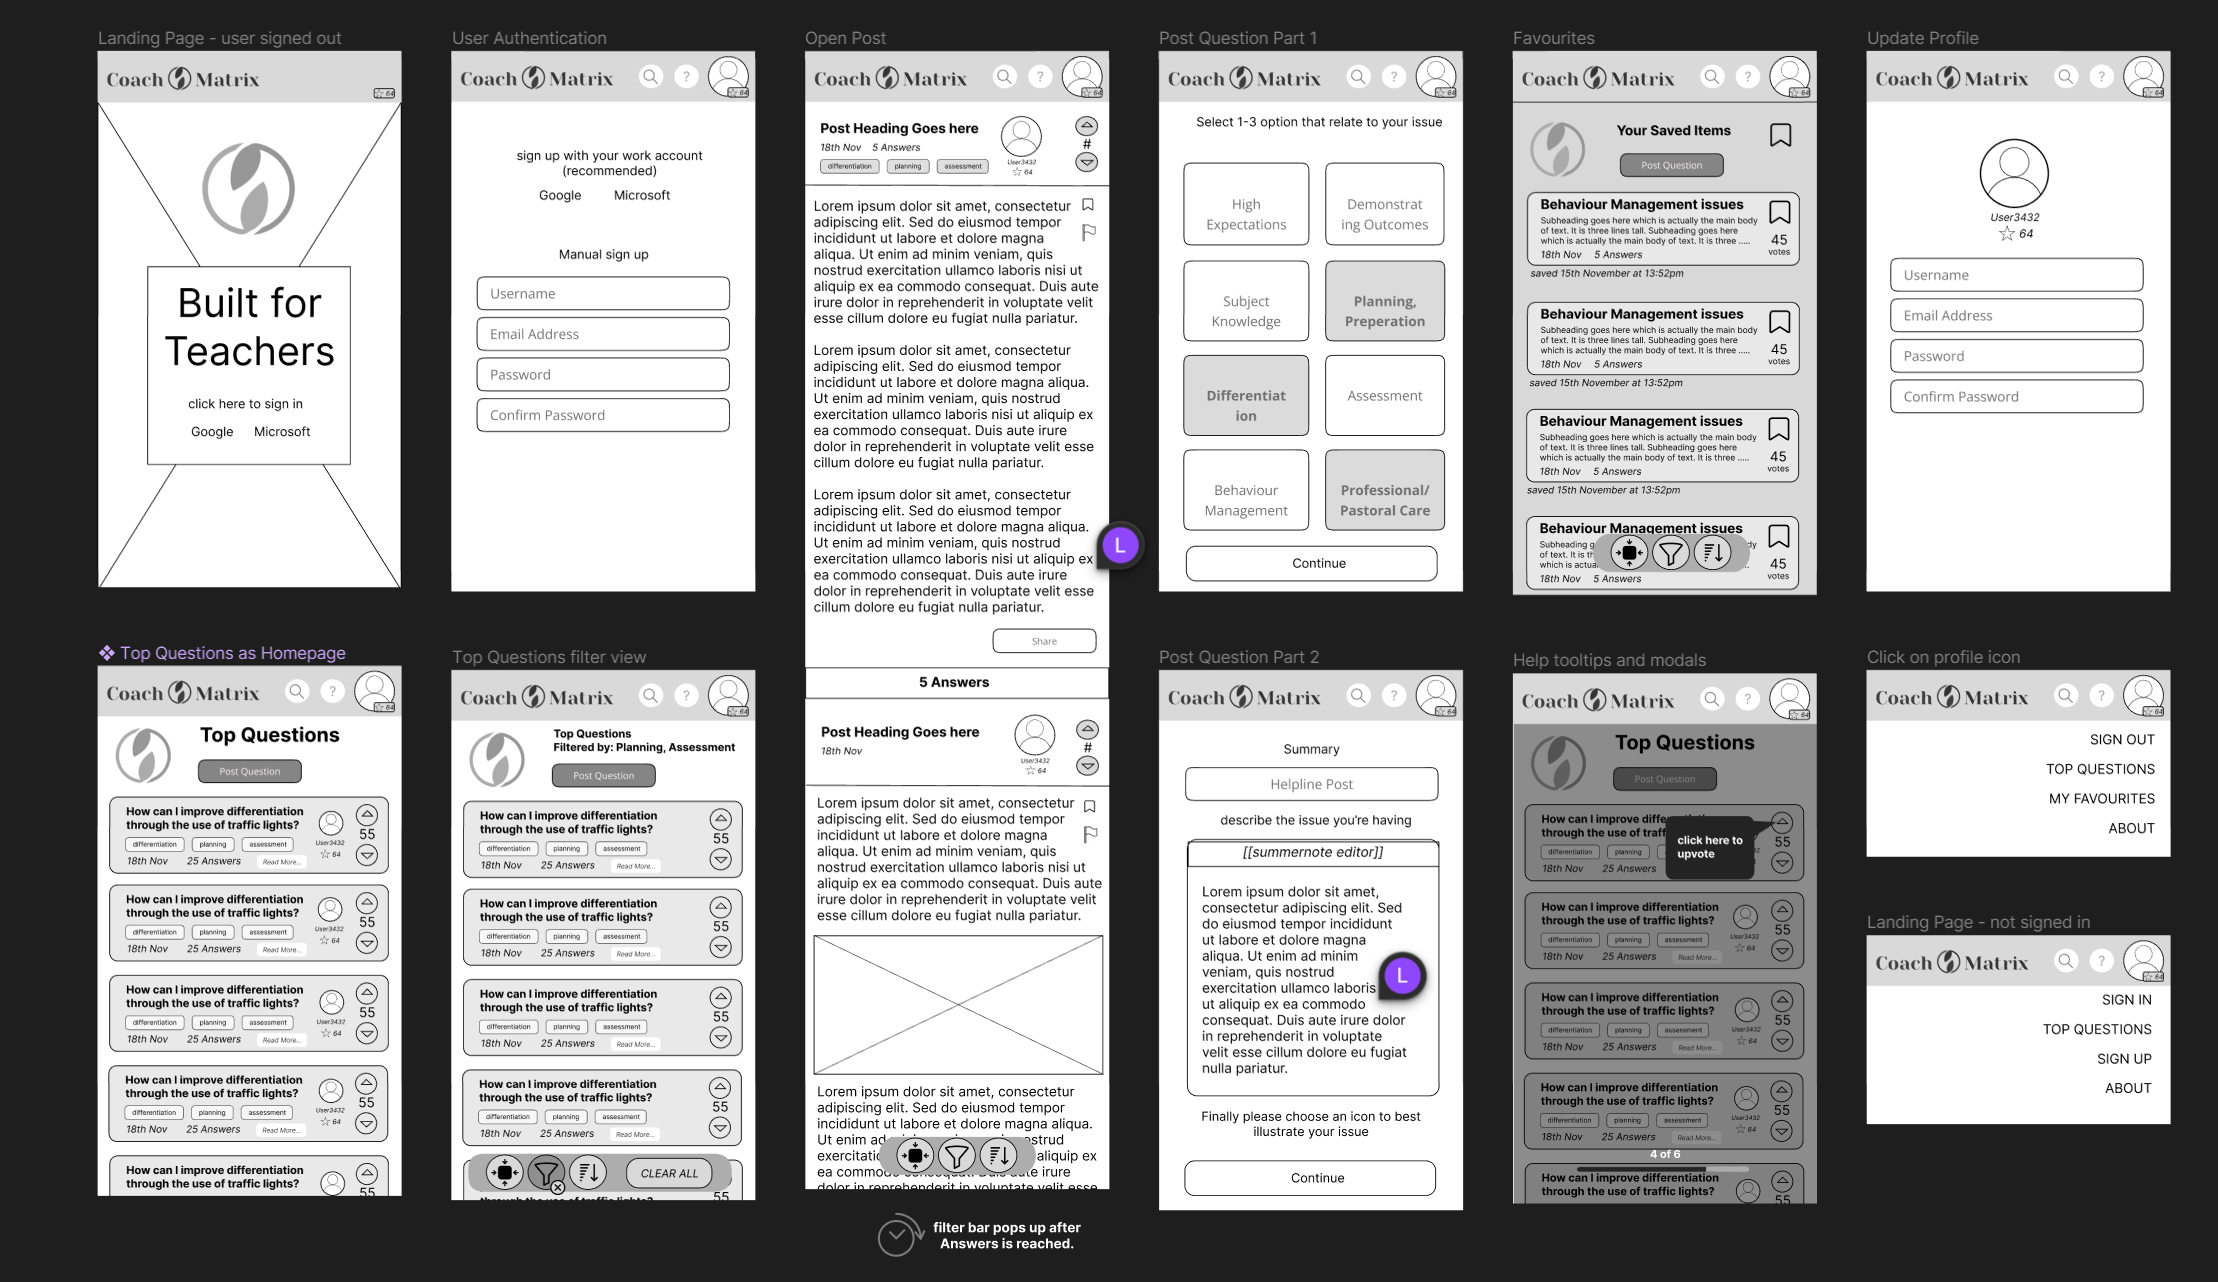 Landing Page - user signed out
Coach Matrix
64
Built for
Teachers
click here to sign in
Google Microsoft
User Authentication
Coach Matrix
?
64
sign up with your work account
(recommended)
Google Microsoft
Manual sign up
Username
Email Address
Password
Confirm Password
Open Post
Coach Matrix
?
64
Post Heading Goes here
18th Nov 5 Answers
differentiation planning assessment
User3432
64
#
Lorem ipsum dolor sit amet, consectetur
adipiscing elit. Sed do eiusmod tempor
incididunt ut labore et dolore magna
aliqua. Ut enim ad minim veniam, quis
nostrud exercitation ullamco laboris nisi ut
aliquip ex ea commodo consequat. Duis aute
irure dolor in reprehenderit in voluptate velit
esse cillum dolore eu fugiat nulla pariatur.
Lorem ipsum dolor sit amet, consectetur
adipiscing elit. Sed do eiusmod tempor
incididunt ut labore et dolore magna aliqua.
Ut enim ad minim veniam, quis nostrud
exercitation ullamco laboris nisi ut aliquip ex
ea commodo consequat. Duis aute irure
dolor in reprehenderit in voluptate velit esse
cillum dolore eu fugiat nulla pariatur.
Lorem ipsum dolor sit amet, consectetur
adipiscing elit. Sed do eiusmod tempor
incididunt ut labore et dolore magna aliqua.
Ut enim ad minim veniam, quis nostrud
exercitation ullamco laboris nisi ut aliquip ex
ea commodo consequat. Duis aute irure
dolor in reprehenderit in voluptate velit esse
cillum dolore eu fugiat nulla pariatur.
L
Share
5 Answers
Post Heading Goes here
18th Nov
User3432
64
#
Lorem ipsum dolor sit amet, consectetur
adipiscing elit. Sed do eiusmod tempor
incididunt ut labore et dolore magna
aliqua. Ut enim ad minim veniam, quis
nostrud exercitation ullamco laboris nisi ut
aliquip ex ea commodo consequat. Duis aute
irure dolor in reprehenderit in voluptate velit
esse cillum dolore eu fugiat nulla pariatur.
Lorem ipsum dolor sit amet, consectetur
adipiscing elit. Sed do eiusmod tempor
incididunt ut labore et dolore magna aliqua.
Ut enim ad
exercitatio aliquip ex
ea commod te irure
dolor in reprehenderit in voluptate velit esse
filter bar pops up after
Answers is reached.
Post Question Part 1
Coach Matrix
?
64
Select 1-3 option that relate to your issue
High
Expectations
Demonstrat
ing Outcomes
Subject
Knowledge
Planning,
Preperation
Differentiat
ion
Assessment
Behaviour
Management
Professional/
Pastoral Care
Continue
Favourites
Coach Matrix
?
64
Your Saved Items
Post Question
Behaviour Management issues
Subheading goes here which is actually the main body
of text. It is three lines tall. Subheading goes here
which is actually the main body of text. It is three .....
18th Nov 5 Answers
45
votes
saved 15th November at 13:52pm
Behaviour Management issues
Subheading goes here which is actually the main body
of text. It is three lines tall. Subheading goes here
which is actually the main body of text. It is three .....
18th Nov 5 Answers
45
votes
saved 15th November at 13:52pm
Behaviour Management issues
Subheading goes here which is actually the main body
of text. It is three lines tall. Subheading goes here
which is actually the main body of text. It is three .....
18th Nov 5 Answers
45
votes
saved 15th November at 13:52pm
Behaviour Management issues
Subheading g
of text. It is th
which is actua
18th Nov 5 Answers
45
votes
Update Profile
Coach Matrix
?
64
User3432
64
Username
Email Address
Password
Confirm Password
Top Questions as Homepage
Coach Matrix
?
64
Top Questions
Post Question
How can I improve differentiation
through the use of traffic lights?
differentiation planning assessment
18th Nov 25 Answers Read More...
User3432
64
55
How can I improve differentiation
through the use of traffic lights?
differentiation planning assessment
18th Nov 25 Answers Read More...
User3432
64
55
How can I improve differentiation
through the use of traffic lights?
differentiation planning assessment
18th Nov 25 Answers Read More...
User3432
64
55
How can I improve differentiation
through the use of traffic lights?
differentiation planning assessment
18th Nov 25 Answers Read More...
User3432
64
55
How can I improve differentiation
through the use of traffic lights?
55
Top Questions filter view
Coach Matrix
?
64
Top Questions
Filtered by: Planning, Assessment
Post Question
How can I improve differentiation
through the use of traffic lights?
differentiation planning assessment
18th Nov 25 Answers Read More...
55
How can I improve differentiation
through the use of traffic lights?
differentiation planning assessment
18th Nov 25 Answers Read More...
55
How can I improve differentiation
through the use of traffic lights?
differentiation planning assessment
18th Nov 25 Answers Read More...
55
How can I improve differentiation
through the use of traffic lights?
differentiation planning assessment
18th Nov 25 Answers Read More...
55
CLEAR ALL
through the use of traffic lights?
55
Post Question Part 2
Coach Matrix
?
64
Summary
Helpline Post
describe the issue you're having
[[summernote editor]]
Lorem ipsum dolor sit amet,
consectetur adipiscing elit. Sed
do eiusmod tempor incididunt
ut labore et dolore magna
aliqua. Ut enim ad minim
veniam, quis nostrud
exercitation ullamco laboris
ut aliquip ex ea commodo
consequat. Duis aute irure dolor
in reprehenderit in voluptate
velit esse cillum dolore eu fugiat
nulla pariatur.
L
Finally please choose an icon to best
illustrate your issue
Continue
Help tooltips and modals
Coach Matrix
?
64
Top Questions
Post Question
How can I improve diffe
through the use of traff
differentiation planning
18th Nov 25 Answers Read More...
64
55
click here to
upvote
How can I improve differentiation
through the use of traffic lights?
differentiation planning assessment
18th Nov 25 Answers Read More...
User3432
64
55
How can I improve differentiation
through the use of traffic lights?
differentiation planning assessment
18th Nov 25 Answers Read More...
User3432
64
55
How can I improve differentiation
through the use of traffic lights?
differentiation planning assessment
18th Nov 25 Answers Read More...
User3432
64
55
4 of 6
How can I improve differentiation
through the use of traffic lights?
55
Click on profile icon
Coach Matrix
?
64
SIGN OUT
TOP QUESTIONS
MY FAVOURITES
ABOUT
Landing Page - not signed in
Coach Matrix
?
64
SIGN IN
TOP QUESTIONS
SIGN UP
ABOUT